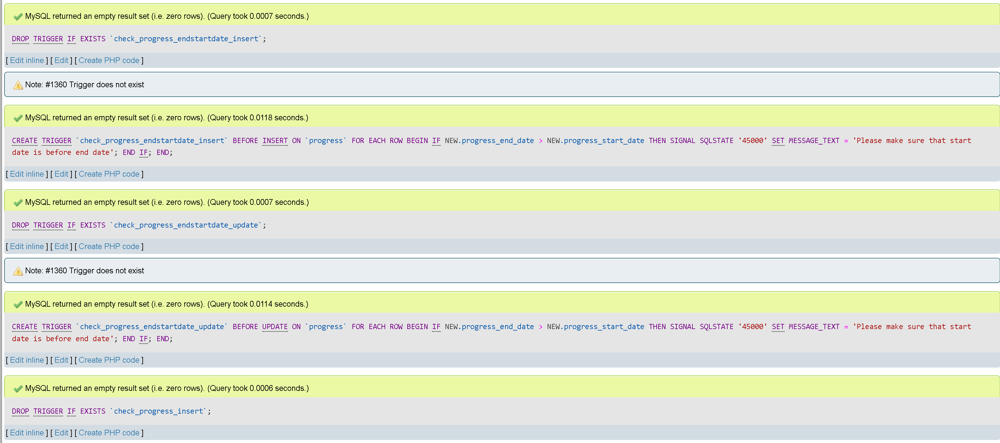 MySQL returned an empty result set (i.e. zero rows). (Query took 0.0007 seconds.)
DROP TRIGGER IF EXISTS `check_progress_endstartdate_insert`;
[ Edit inline ] [ Edit ] [ Create PHP code ]
Note: #1360 Trigger does not exist
MySQL returned an empty result set (i.e. zero rows). (Query took 0.0118 seconds.)
CREATE TRIGGER `check_progress_endstartdate_insert` BEFORE INSERT ON `progress` FOR EACH ROW BEGIN IF NEW.progress_end_date > NEW.progress_start_date THEN SIGNAL SQLSTATE '45000' SET MESSAGE_TEXT = 'Please make sure that start
date is before end date'; END IF; END;
[ Edit inline ] [ Edit ] [ Create PHP code ]
MySQL returned an empty result set (i.e. zero rows). (Query took 0.0007 seconds.)
DROP TRIGGER IF EXISTS `check_progress_endstartdate_update`;
[ Edit inline ] [ Edit ] [ Create PHP code ]
Note: #1360 Trigger does not exist
MySQL returned an empty result set (i.e. zero rows). (Query took 0.0114 seconds.)
CREATE TRIGGER `check_progress_endstartdate_update` BEFORE UPDATE ON `progress` FOR EACH ROW BEGIN IF NEW.progress_end_date > NEW.progress_start_date THEN SIGNAL SQLSTATE '45000' SET MESSAGE_TEXT = 'Please make sure that start
date is before end date'; END IF; END;
[ Edit inline ] [ Edit ] [ Create PHP code ]
MySQL returned an empty result set (i.e. zero rows). (Query took 0.0006 seconds.)
DROP TRIGGER IF EXISTS `check_progress_insert`;
[ Edit inline ] [ Edit ] [ Create PHP code ]